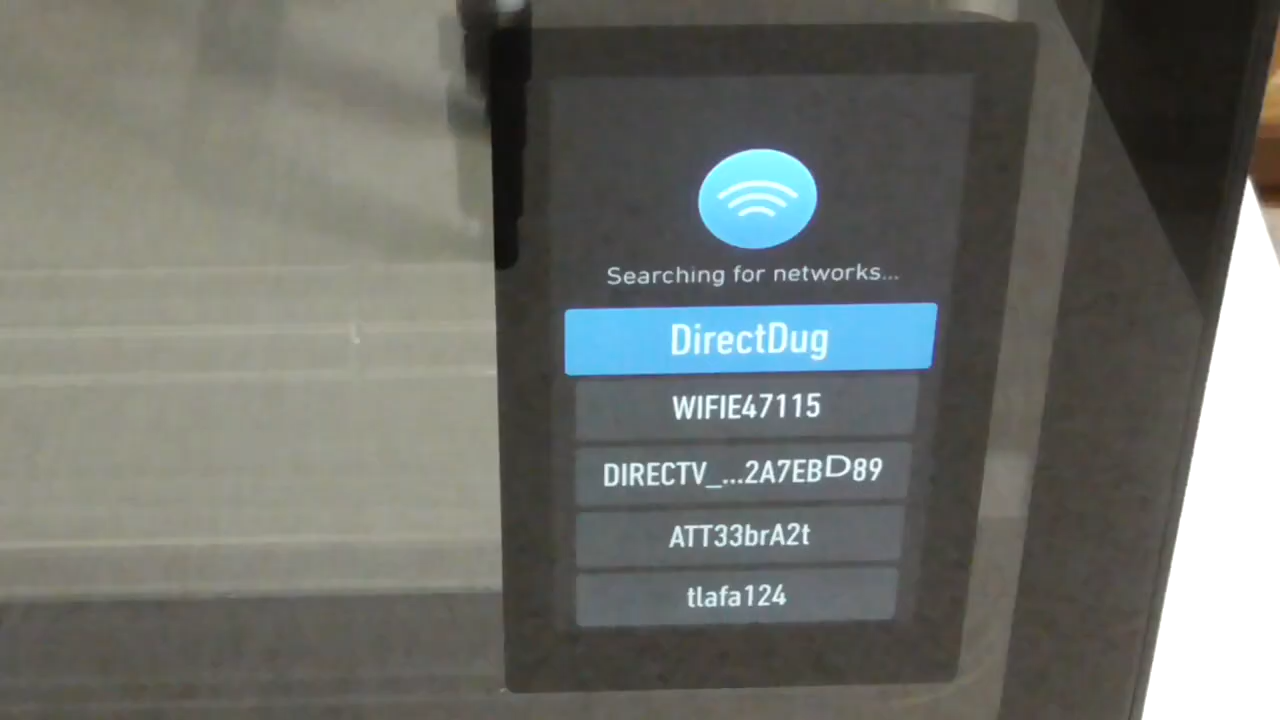 Searching for networks...
DirectDug
WIFIE47115
DIRECTV_...2A7EBD89
ATT33brA2t
tlafa124